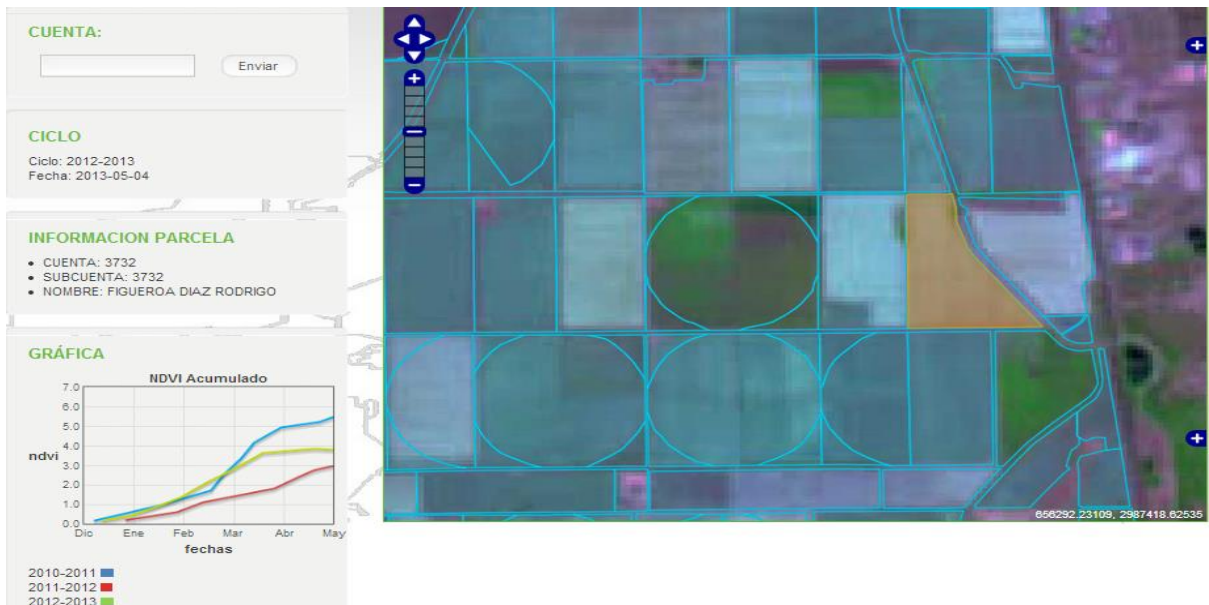 CUENTA:
Enviar
CICLO
Ciclo: 2012-2013
Fecha: 2013-05-04
INFORMACION PARCELA
CUENTA: 3732
SUBCUENTA: 3732
NOMBRE: FIGUEROA DIAZ RODRIGO
GRÁFICA
NDVI Acumulado
7.0
6.0
5.0
4.0
3.0
2.0
1.0
0.0
ndvi
Dic Ene Feb Mar Abr May
fechas
2010-2011
2011-2012
2012-2013
656292.23109, 2987418.62535